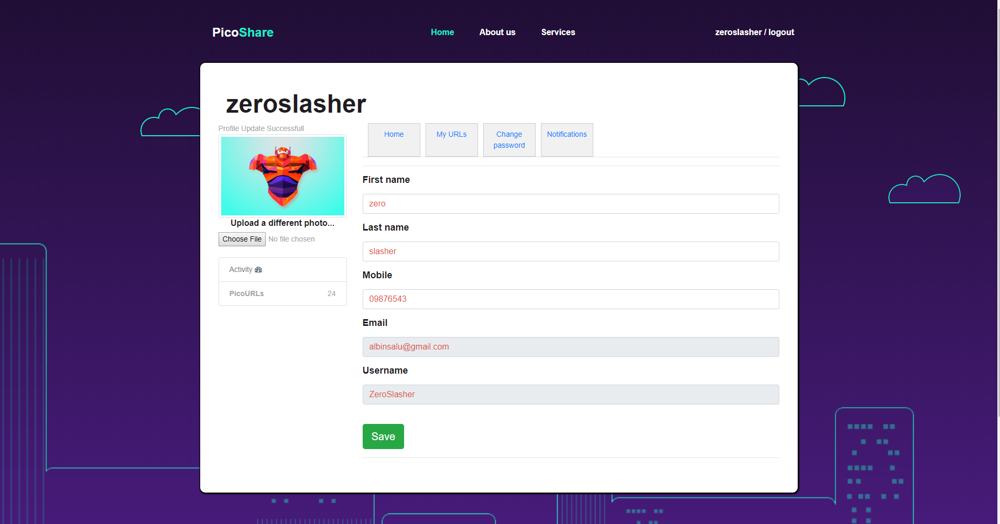 PicoShare
Home About us Services
zeroslasher / logout
zeroslasher
Profile Update Successfull
Upload a different photo...
Choose File No file chosen
Activity
PicoURLs 24
Home
My URLs
Change
password
Notifications
First name
zero
Last name
slasher
Mobile
09876543
Email
albinsalu@gmail.com
Username
ZeroSlasher
Save